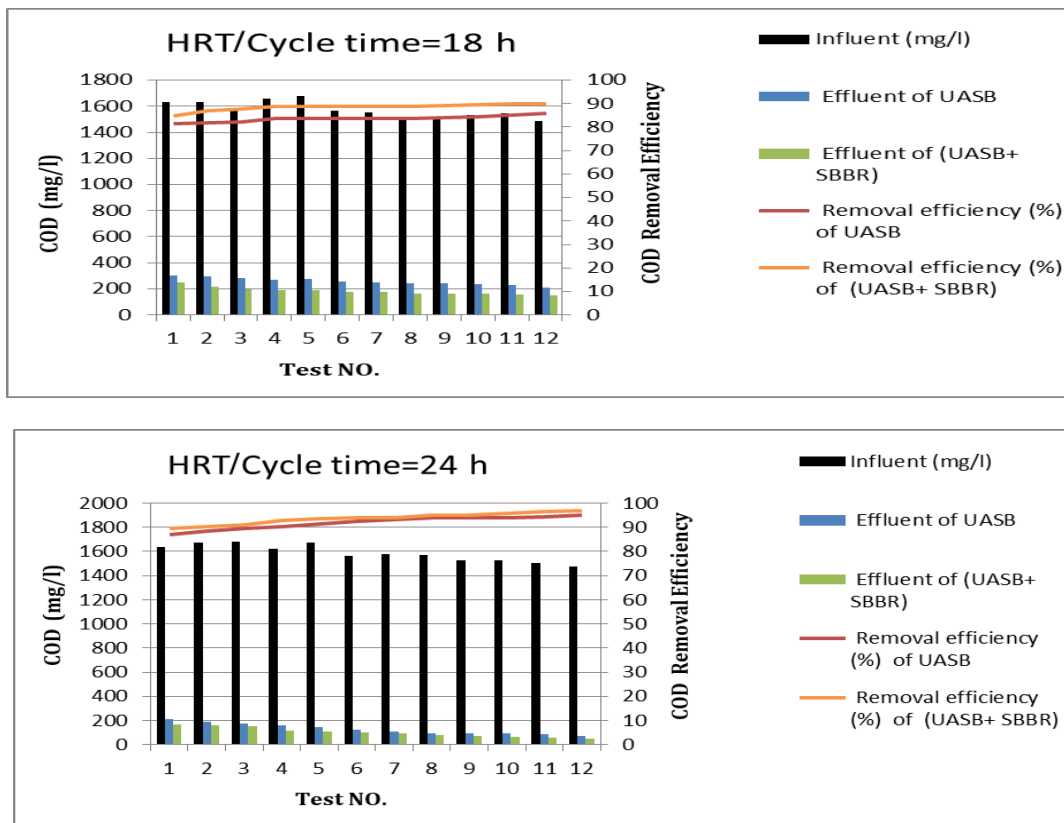 HRT/Cycle time=18 h
COD (mg/l)
1800
1600
1400
1200
1000
800
600
400
200
0
100
90
80
70
60
50
40
30
20
10
0
COD Removal Efficiency
1 2 3 4 5 6 7 8 9 10 11 12
Test NO.
Influent (mg/l)
Effluent of UASB
Effluent of (UASB+
SBBR)
Removal efficiency (%)
of UASB
Removal efficiency (%)
of (UASB+ SBBR)
HRT/Cycle time=24 h
COD (mg/l)
2000
1800
1600
1400
1200
1000
800
600
400
200
0
100
90
80
70
60
50
40
30
20
10
0
COD Removal Efficiency
1 2 3 4 5 6 7 8 9 10 11 12
Test NO.
Influent (mg/l)
Effluent of UASB
Effluent of (UASB+
SBBR)
Removal efficiency
(%) of UASB
Removal efficiency
(%) of (UASB+ SBBR)